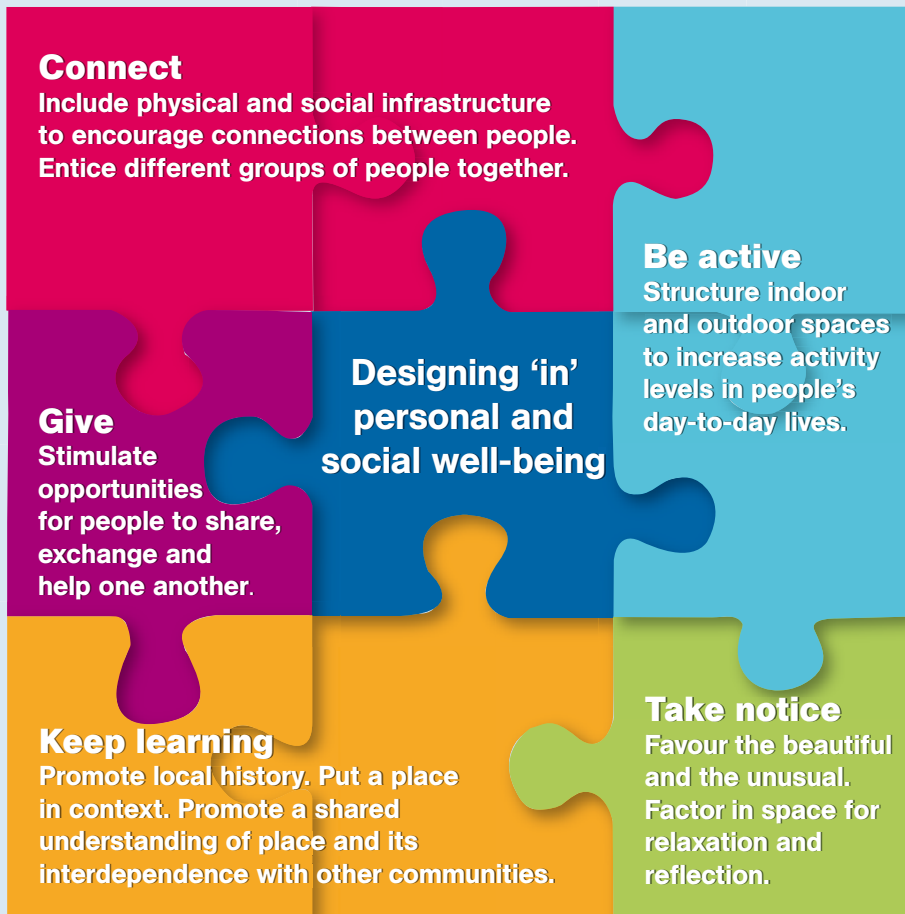 Connect
Include physical and social infrastructure
to encourage connections between people.
Entice different groups of people together.
Be active
Structure indoor
and outdoor spaces
to increase activity
levels in people's
day-to-day lives.
Designing ‘in’
personal and
social well-being
Give
Stimulate
opportunities
for people to share,
exchange and
help one another.
Keep learning
Promote local history. Put a place
in context. Promote a shared
understanding of place and its
interdependence with other communities.
Take notice
Favour the beautiful
and the unusual.
Factor in space for
relaxation and
reflection.